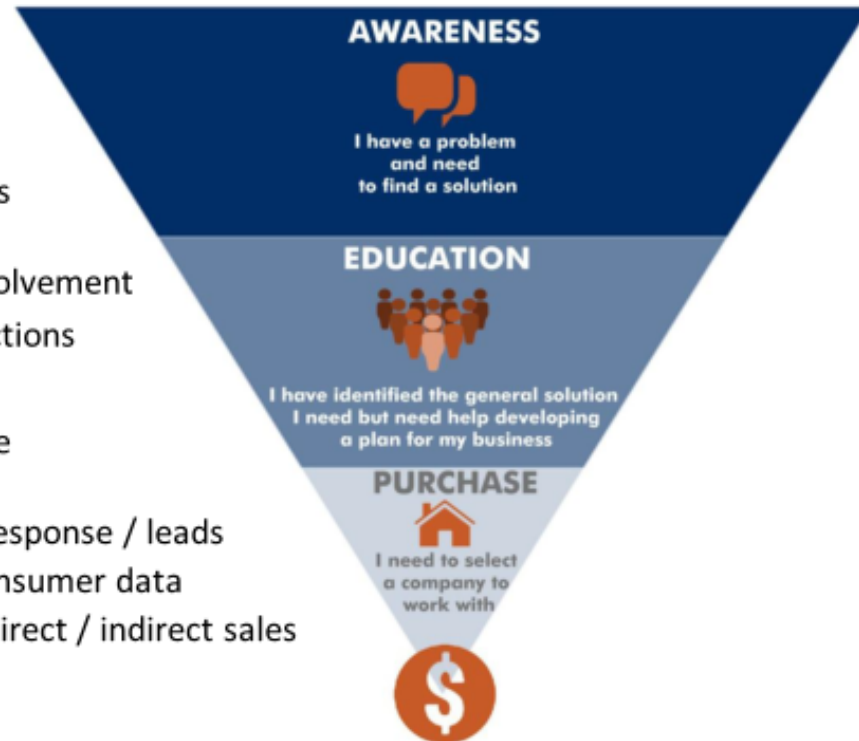 AWARENESS
I have a problem
and need
to find a solution
s
olvement
ctions
EDUCATION
I have identified the general solution
I need but need help developing
a plan for my business
e
PURCHASE
esponse / leads
nsumer data
irect / indirect sales
I need to select
a company to
work with
$